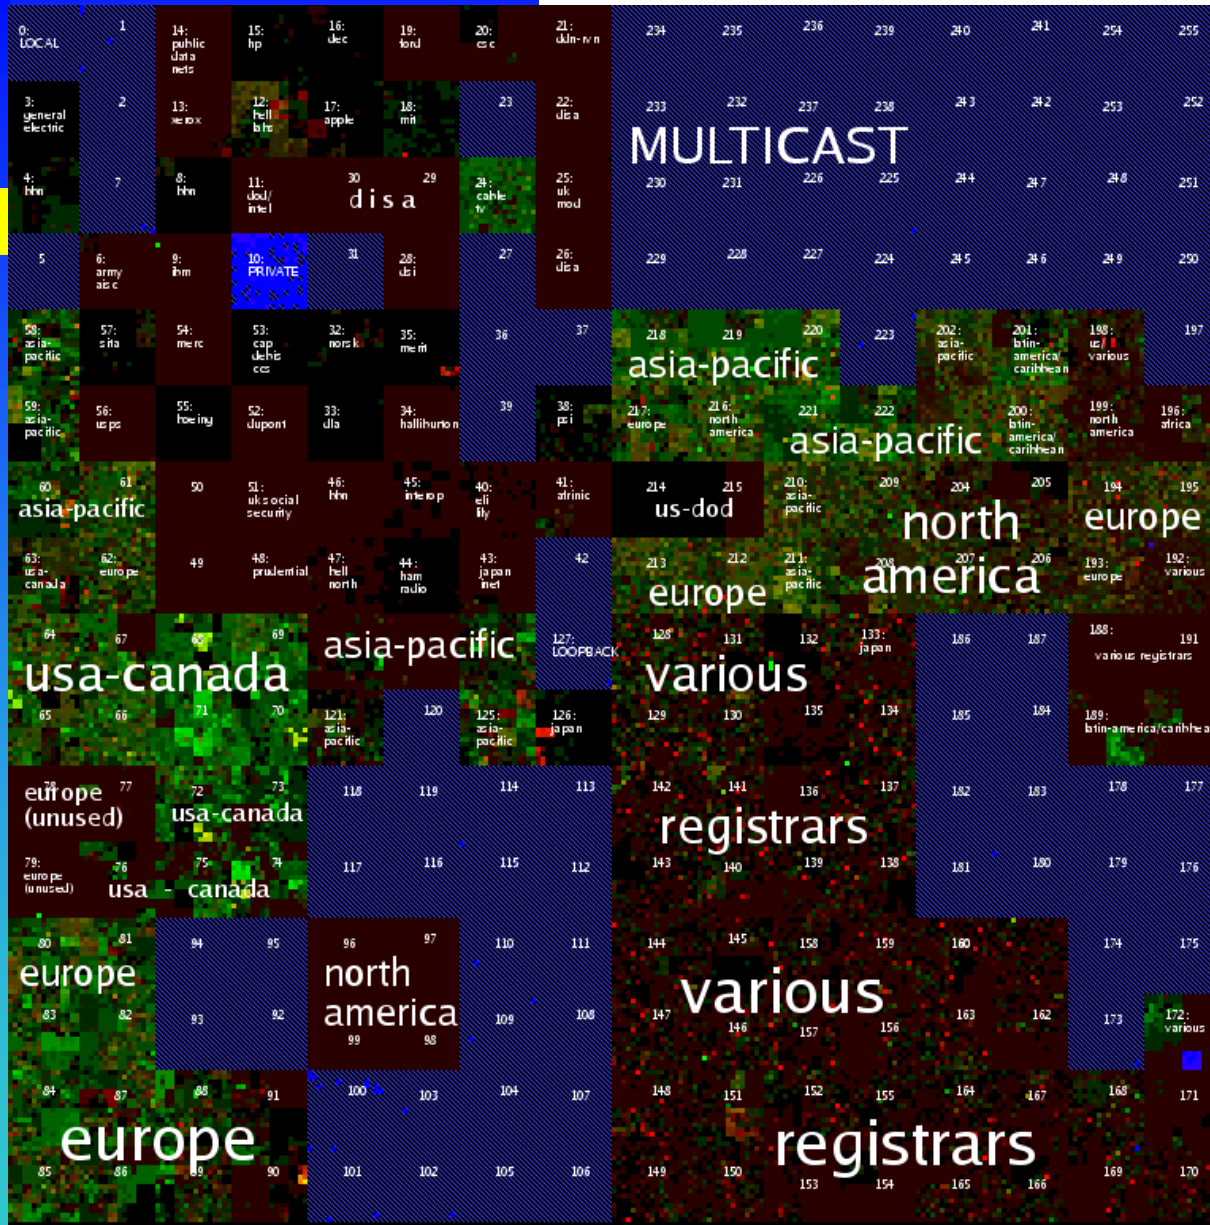 0:
LOCAL
1
14:
public
data
nets
15:
hp
16:
dec
19:
ford
20:
csc
21:
ddn-rvn
234
235
236
239
240
241
254
255
3:
general
electric
2
13:
xerox
12:
bell
labs
17:
apple
18:
mit
23
22:
disa
233
232
237
238
243
242
253
252
MULTICAST
4:
bbn
7
8:
bbn
11:
dod/
intel
30
29
disa
24:
cable
tv
25:
uk
mod
230
231
226
225
244
247
248
251
5
6:
army
aisc
9:
ibm
10:
PRIVATE
31
28:
dsi
27
26:
disa
229
228
227
224
245
246
249
250
58:
asia-
pacific
57:
sita
54:
merc
53:
cap
debis
ccs
32:
norsk
35:
merit
36
37
218
219
220
asia-pacific
223
202:
asia-
pacific
201:
latin-
america/
caribbean
198:
us/
various
197
59:
asia-
pacific
56:
usps
55:
boeing
52:
dupont
33:
dla
34:
halliburton
39
38:
psi
217:
europe
216:
north
america
221
222
asia-pacific
200:
latin-
america/
caribbean
199:
north
america
196:
africa
60
61
asia-pacific
50
51:
uk social
security
46:
bbn
45:
interop
40:
eli
lily
41:
afrinic
214
215
us-dod
210:
asia-
pacific
209
204
205
north
america
194
195
europe
63:
usa-
canada
62:
europe
49
48:
prudential
47:
bell
north
44:
ham
radio
43:
japan
inet
42
213
212
europe
211:
asia-
pacific
208
207
206
193:
europe
192:
various
64
67
68
69
usa-canada
asia-pacific
127:
LOOPBACK
128
131
132
133:
japan
various
186
187
188:
191
various registrars
65
66
71
70
121:
asia-
pacific
120
125:
asia-
pacific
126:
japan
129
130
135
134
185
184
189:
latin-america/caribbea
78
77
europe
(unused)
72
73
usa-canada
118
119
114
113
142
141
136
137
registrars
182
183
178
177
79:
europe
(unused)
76
75
74
usa - canada
117
116
115
112
143
140
139
138
181
180
179
176
80
81
europe
94
95
96
97
north
america
110
111
144
145
158
159
160
various
174
175
83
82
93
92
99
98
109
108
147
146
157
156
163
162
173
172:
various
84
87
88
91
europe
100
103
104
107
148
151
152
155
164
167
168
171
registrars
85
86
89
90
101
102
105
106
149
150
153
154
165
166
169
170